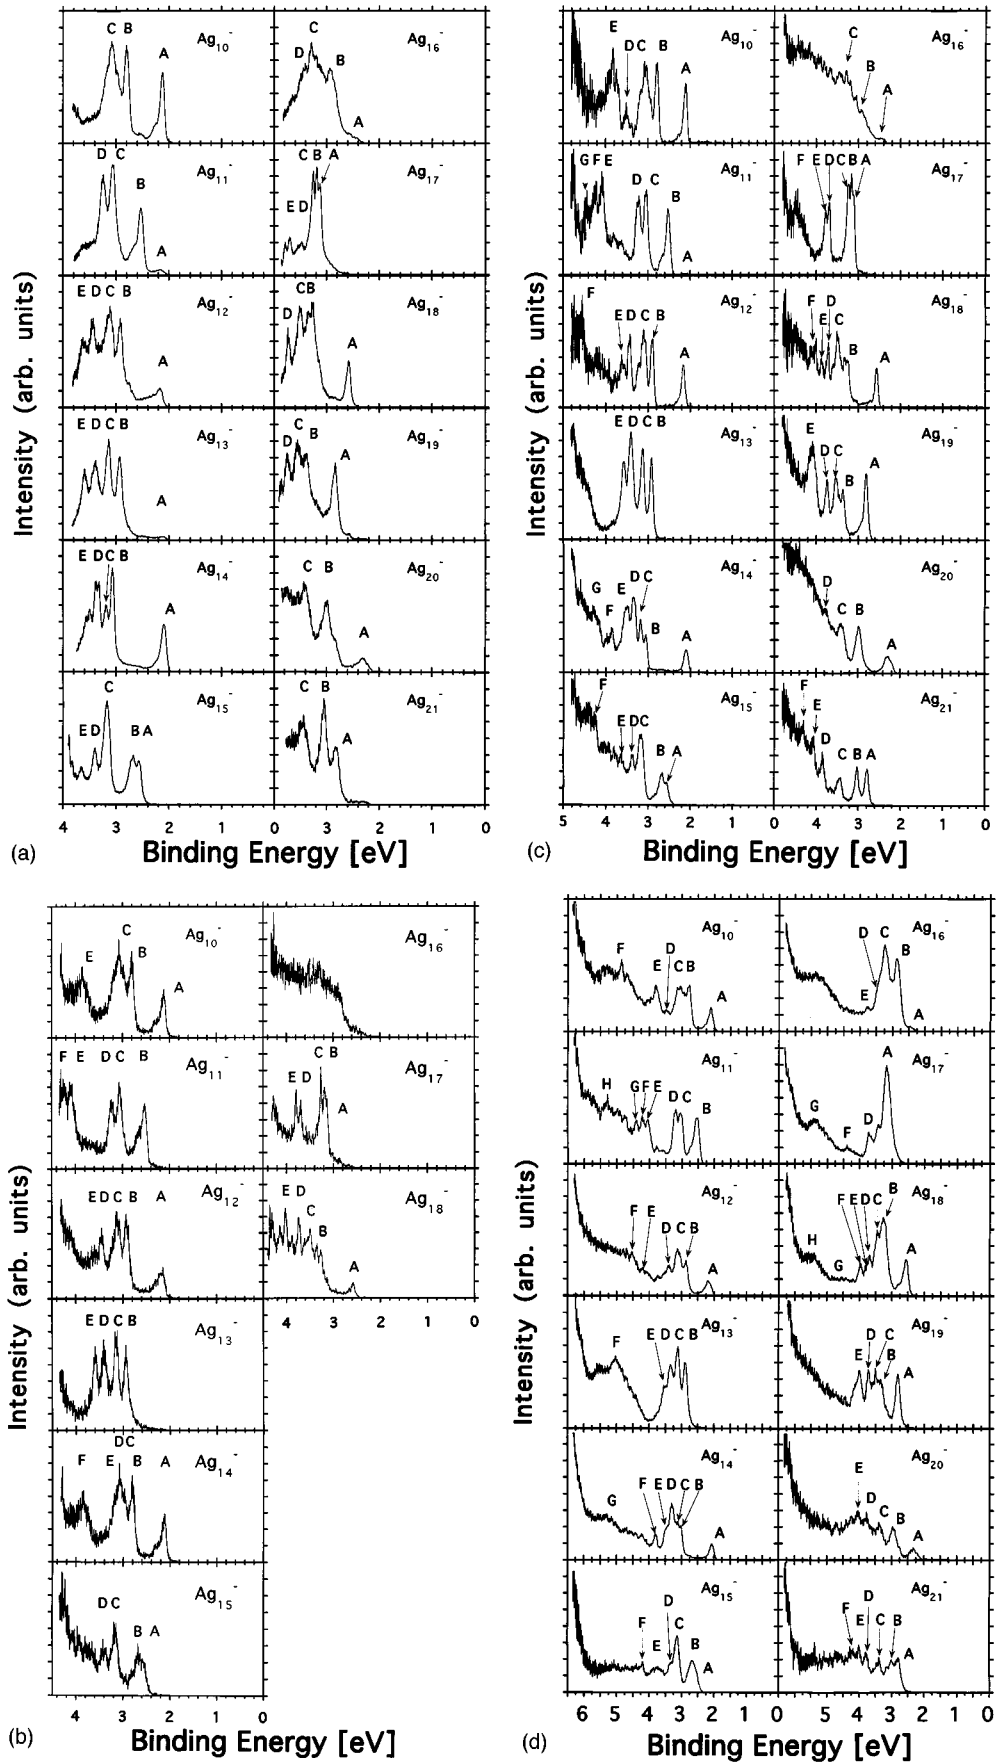 C B A Ag10-
C D B A Ag16-
D C B A Ag11-
C B A E D Ag17-
E D C B A Ag12-
C B D A Ag18-
E D C B A Ag13-
C D B A Ag19-
E D C B A Ag14-
C B A Ag20-
C E D B A Ag15-
C B A Ag21-
Intensity (arb. units)
4 3 2 1 0
4 3 2 1 0
(a) Binding Energy [eV]
E D C B A Ag10-
C B A Ag16-
G F E D C B A Ag11-
F E D C B A Ag17-
F E D C B A Ag12-
F D E C B A Ag18-
E D C B Ag13-
E D C B A Ag19-
G F E D C B A Ag14-
D C B A Ag20-
F E D C B A Ag15-
F E D C B A Ag21-
Intensity (arb. units)
5 4 3 2 1 0
4 3 2 1 0
(c) Binding Energy [eV]
E C B A Ag10-
Ag16-
F E D C B Ag11-
C B E D A Ag17-
E D C B A Ag12-
E D C B A Ag18-
4 3 2 1 0
E D C B Ag13-
D C
F E B A Ag14-
D C B A Ag15-
Intensity (arb. units)
4 3 2 1 0
(b) Binding Energy [eV]
F E D C B A Ag10-
D C B E A Ag16-
H G F E D C B Ag11-
A G F D Ag17-
F E D C B A Ag12-
B F E D C H G A Ag18-
F E D C B Ag13-
D C E B A Ag19-
G F E D C B A Ag14-
E D C B A Ag20-
D F C E B A Ag15-
D F E C B A Ag21-
Intensity (arb. units)
6 5 4 3 2 1 0
5 4 3 2 1 0
(d) Binding Energy [eV]